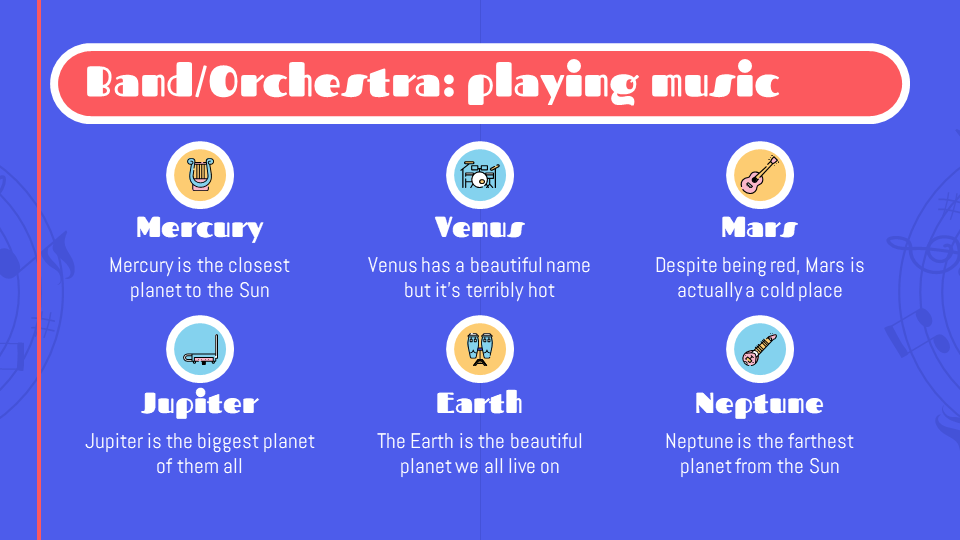 Band/Orchestra: playing music
Mercury
Mercury is the closest
planet to the Sun
Venus
Venus has a beautiful name
but it's terribly hot
Mars
Despite being red, Mars is
actually a cold place
Jupiter
Jupiter is the biggest planet
of them all
Earth
The Earth is the beautiful
planet we all live on
Neptune
Neptune is the farthest
planet from the Sun